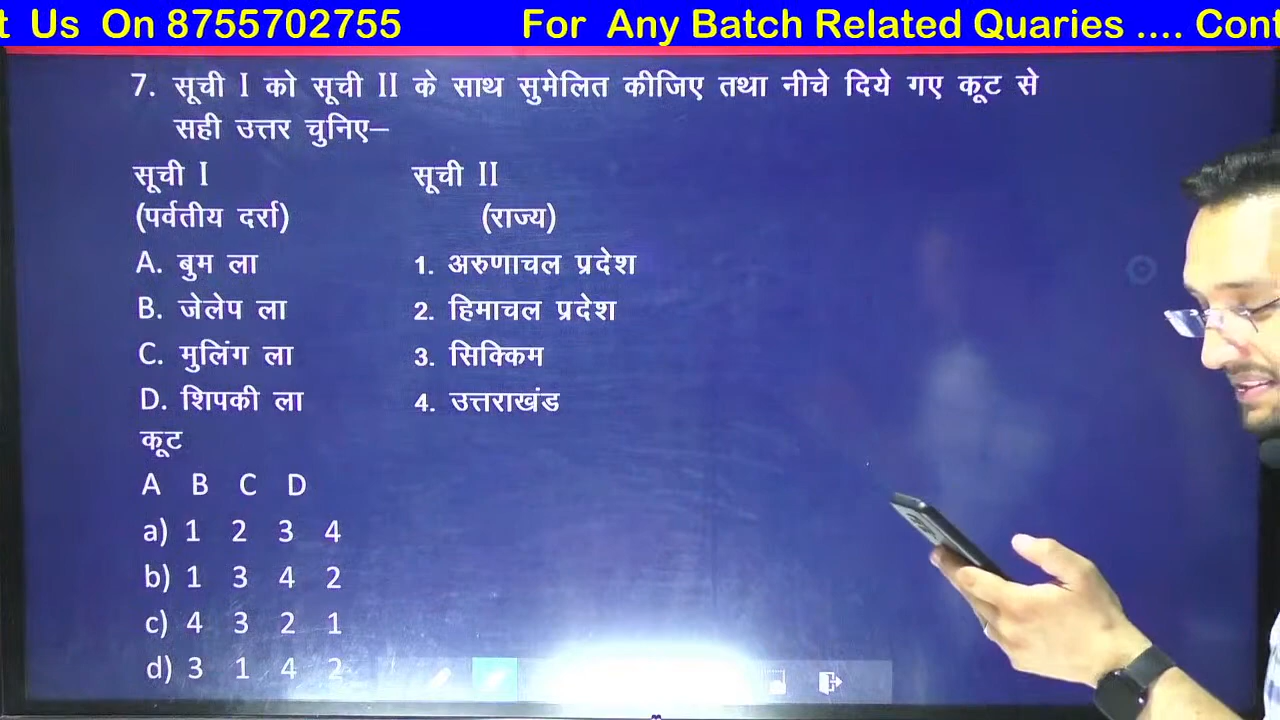 t Us On 8755702755 For Any Batch Related Quaries .... Cont
7. सूची I को सूची II के साथ सुमेलित कीजिए तथा नीचे दिये गए कूट से
सही उत्तर चुनिए–
सूची I सूची II
(पर्वतीय दर्रा) (राज्य)
A. बुम ला 1. अरुणाचल प्रदेश
B. जेलेप ला 2. हिमाचल प्रदेश
C. मुलिंग ला 3. सिक्किम
D. शिपकी ला 4. उत्तराखंड
कूट
A B C D
a) 1 2 3 4
b) 1 3 4 2
c) 4 3 2 1
d) 3 1 4 2